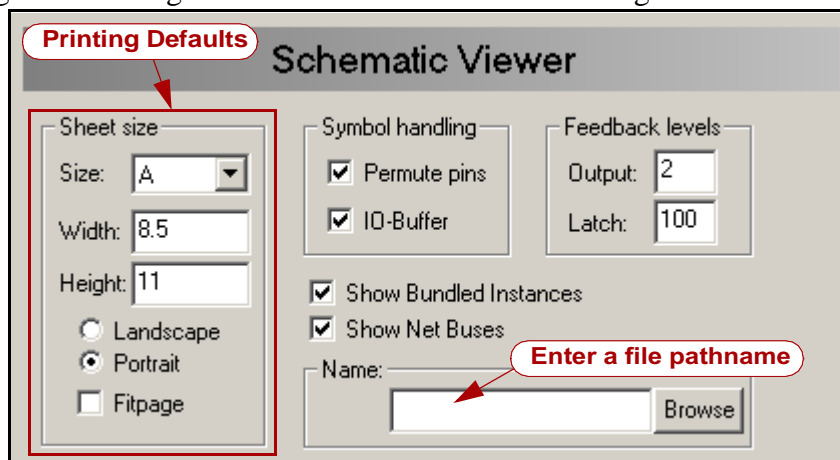 Printing Defaults
Schematic Viewer
Sheet size
Size: A
Width: 8.5
Height: 11
Landscape
Portrait
Fitpage
Symbol handling
Permute pins
IO-Buffer
Feedback levels
Output: 2
Latch: 100
Show Bundled Instances
Show Net Buses
Enter a file pathname
Name:
Browse